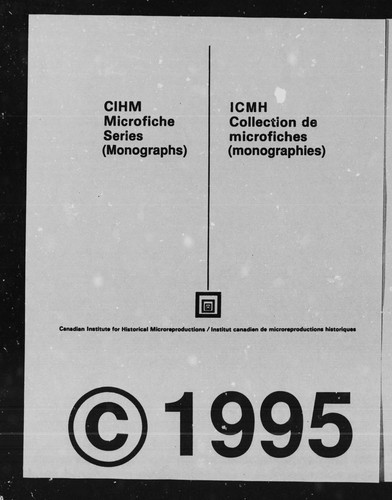 CIHM
Microfiche
Series
(Monographs)
ICMH
Collection de
microfiches
(monographies)
Canadian Institute for Historical Microreproductions / Institut canadien de microreproductions historiques
© 1995